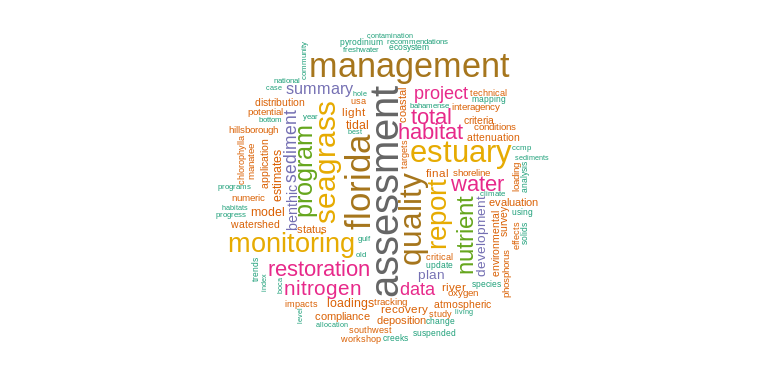 contamination
pyrodinium
recommendations
freshwater
ecosystem
community
management
national
case
summary
hole
usa
coastal
project
technical
mapping
distribution
potential
bottom
year
light
tidal
best
bahamense
interagency
total
criteria
hillsborough
sediment
program
seagrass
florida
assessment
habitat
conditions
attenuation
chlorophylla
manatee
application
estimates
targets
estuary
ccmp
sediments
programs
numeric
habitats
progress
benthic
model
watershed
status
quality
report
final
shoreline
water
climate
loading
analysis
evaluation
using
monitoring
gulf
old
nutrient
development
environmental
survey
effects
solids
phosphorus
trends
index
boca
restoration
nitrogen
critical
update
plan
data
river
oxygen
species
level
impacts
loadings
tracking
recovery
atmospheric
study
living
compliance
allocation
deposition
change
southwest
workshop
creeks
suspended